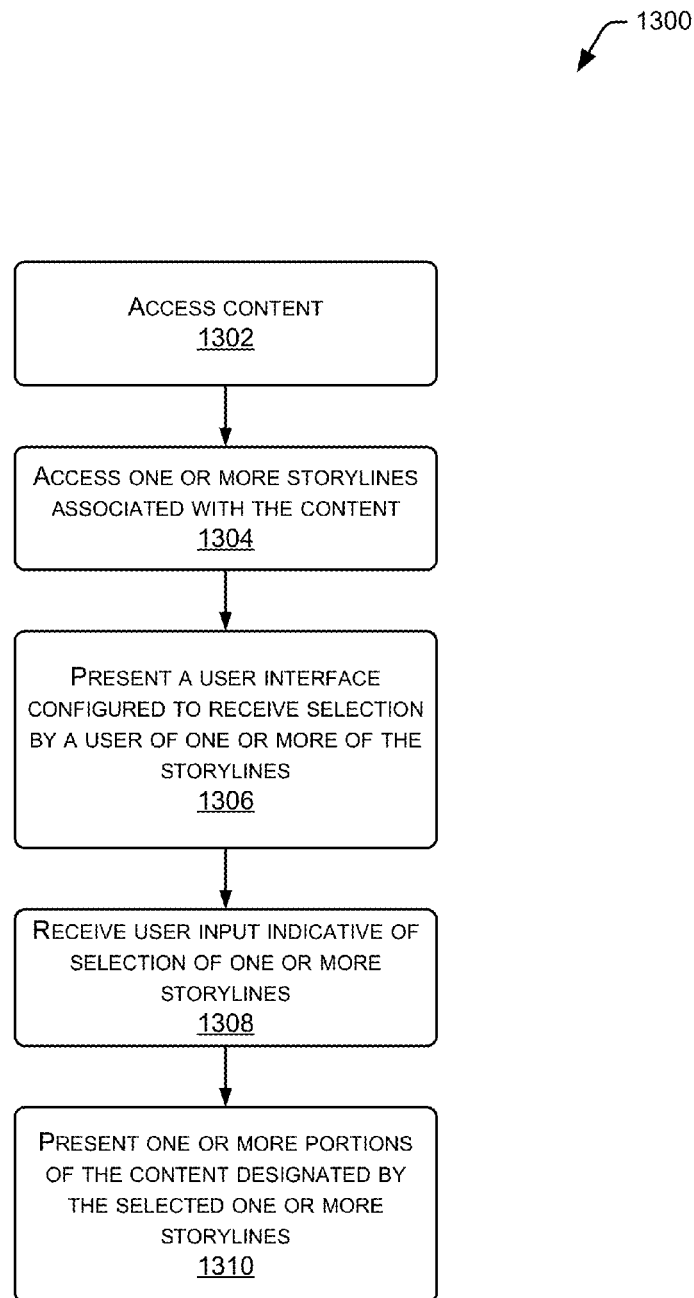 1300
ACCESS CONTENT
1302
ACCESS ONE OR MORE STORYLINES
ASSOCIATED WITH THE CONTENT
1304
PRESENT A USER INTERFACE
CONFIGURED TO RECEIVE SELECTION
BY A USER OF ONE OR MORE OF THE
STORYLINES
1306
RECEIVE USER INPUT INDICATIVE OF
SELECTION OF ONE OR MORE
STORYLINES
1308
PRESENT ONE OR MORE PORTIONS
OF THE CONTENT DESIGNATED BY
THE SELECTED ONE OR MORE
STORYLINES
1310